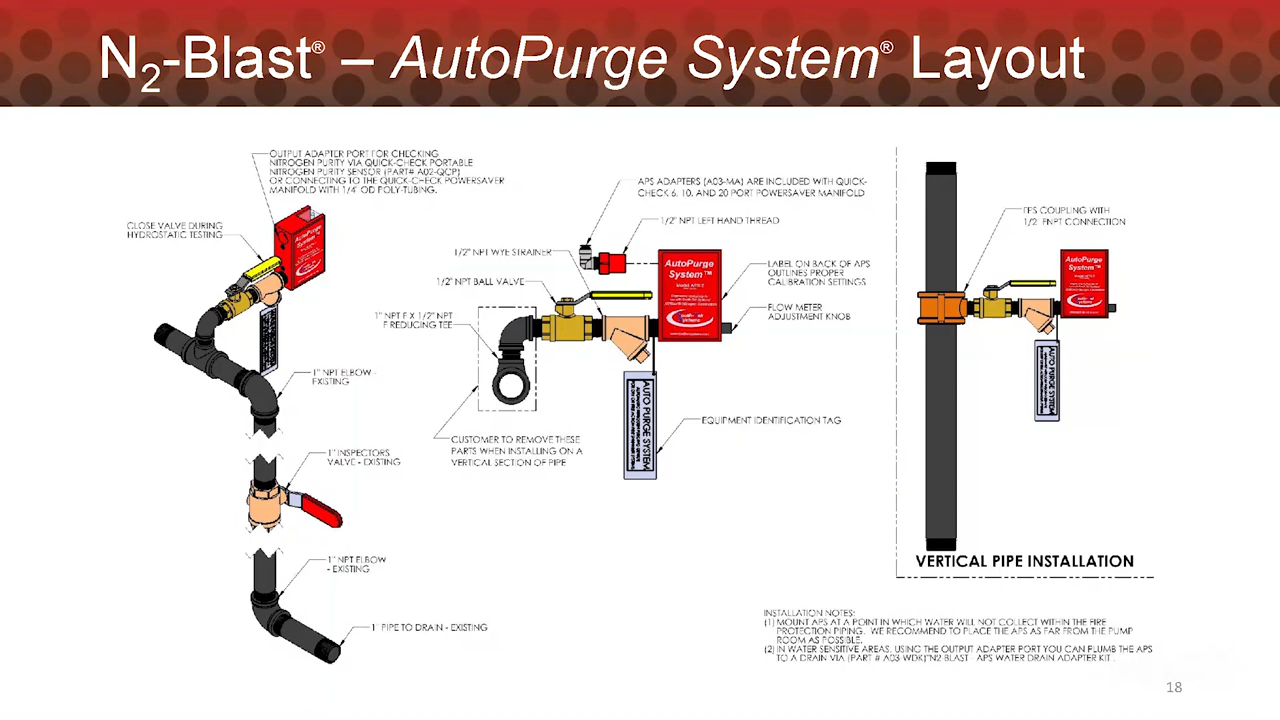 N2-Blast® – AutoPurge System® Layout
OUTPUT ADAPTER PORT FOR CHECKING
NITROGEN PURITY VIA QUICK-CHECK PORTABLE
NITROGEN PURITY SENSOR (PART# A02-QCP)
OR CONNECTING TO THE QUICK-CHECK POWERSAVER
MANIFOLD WITH 1/4" OD POLY-TUBING.
CLOSE VALVE DURING
HYDROSTATIC TESTING
AutoPurge
System
1" NPT ELBOW -
EXISTING
1" INSPECTORS
VALVE - EXISTING
1" NPT ELBOW
- EXISTING
1" PIPE TO DRAIN - EXISTING
APS ADAPTERS (A03-MA) ARE INCLUDED WITH QUICK-
CHECK 6, 10, AND 20 PORT POWERSAVER MANIFOLD
1/2" NPT LEFT HAND THREAD
1/2" NPT WYE STRAINER
1/2" NPT BALL VALVE
1" NPT F X 1/2" NPT
F REDUCING TEE
AutoPurge
System™
LABEL ON BACK OF APS
OUTLINES PROPER
CALIBRATION SETTINGS
FLOW METER
ADJUSTMENT KNOB
AUTO PURGE SYSTEM
EQUIPMENT IDENTIFICATION TAG
CUSTOMER TO REMOVE THESE
PARTS WHEN INSTALLING ON A
VERTICAL SECTION OF PIPE
FPS COUPLING WITH
1/2" FNPT CONNECTION
AutoPurge
System™
AUTO PURGE SYSTEM
VERTICAL PIPE INSTALLATION
INSTALLATION NOTES:
(1) MOUNT APS AT A POINT IN WHICH WATER WILL NOT COLLECT WITHIN THE FIRE
PROTECTION PIPING. WE RECOMMEND TO PLACE THE APS AS FAR FROM THE PUMP
ROOM AS POSSIBLE.
(2) IN WATER SENSITIVE AREAS, USING THE OUTPUT ADAPTER PORT YOU CAN PLUMB THE APS
TO A DRAIN VIA (PART # A03-WDK)"N2 BLAST - APS WATER DRAIN ADAPTER KIT .
18